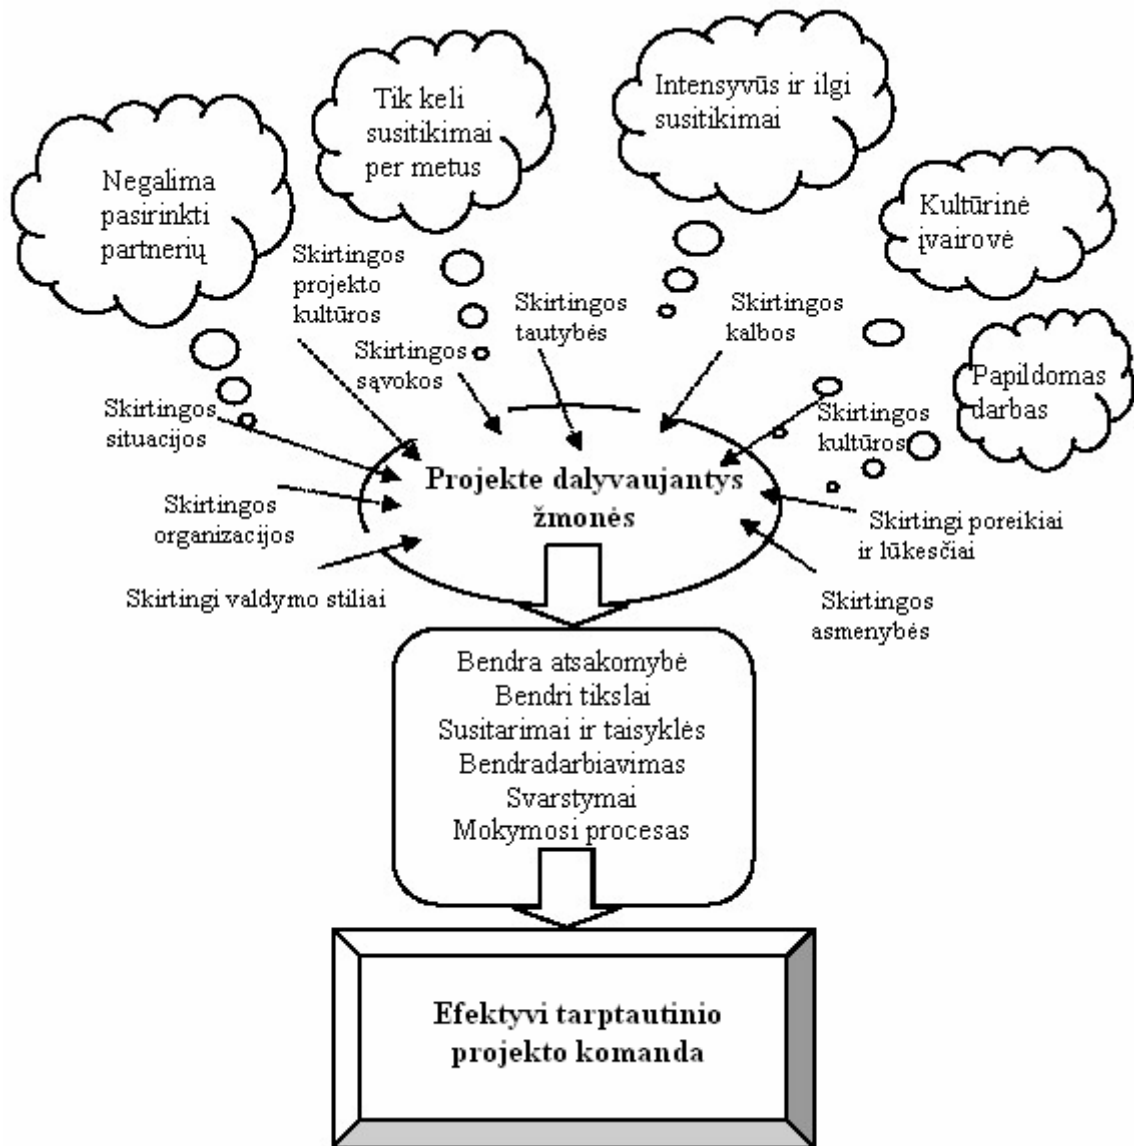 Negalima
pasirinkti
partnerių
Tik keli
susitikimai
per metus
Intensyvūs ir ilgi
susitikimai
Kultūrinė
įvairovė
Papildomas
darbas
Skirtingos
projekto
kultūros
Skirtingos
sąvokos
Skirtingos
tautybės
Skirtingos
kalbos
Skirtingos
kultūros
Skirtingos
situacijos
Skirtingos
organizacijos
Skirtingi valdymo stiliai
Skirtingi poreikiai
ir lūkesčiai
Skirtingos
asmenybės
Projekte dalyvaujantys
žmonės
Bendra atsakomybė
Bendri tikslai
Susitarimai ir taisyklės
Bendradarbiavimas
Svarstymai
Mokymosi procesas
Efektyvi tarptautinio
projekto komanda